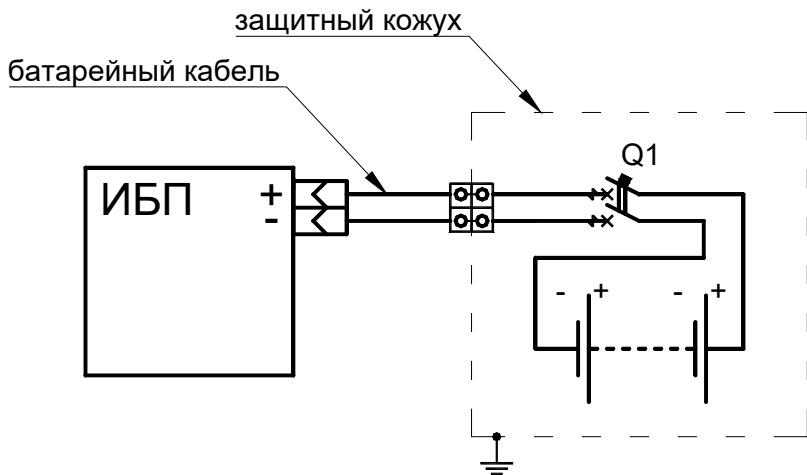 защитный кожух
батарейный кабель
Q1
ИБП
+
-
- + - +